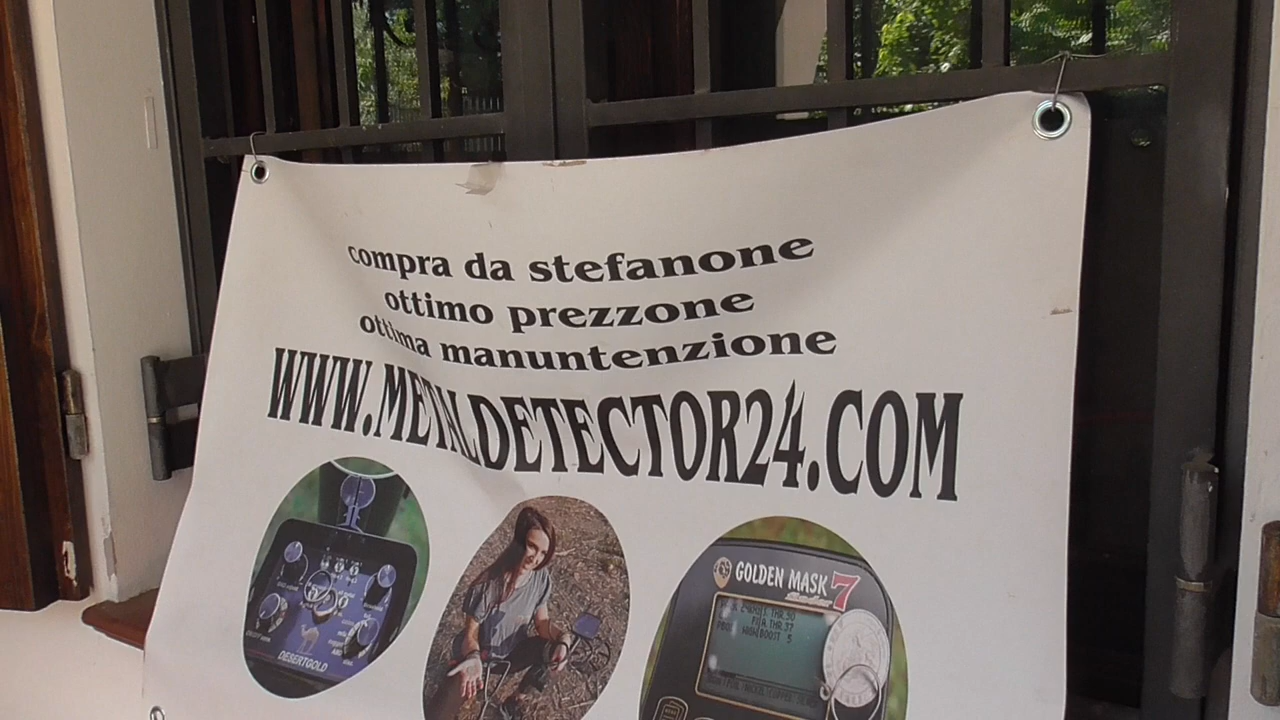 compra da stefanone
ottimo prezzone
ottima manuntenzione
WWW.METALDETECTOR24.COM
DESERTGOLD
GOLDEN MASK 7